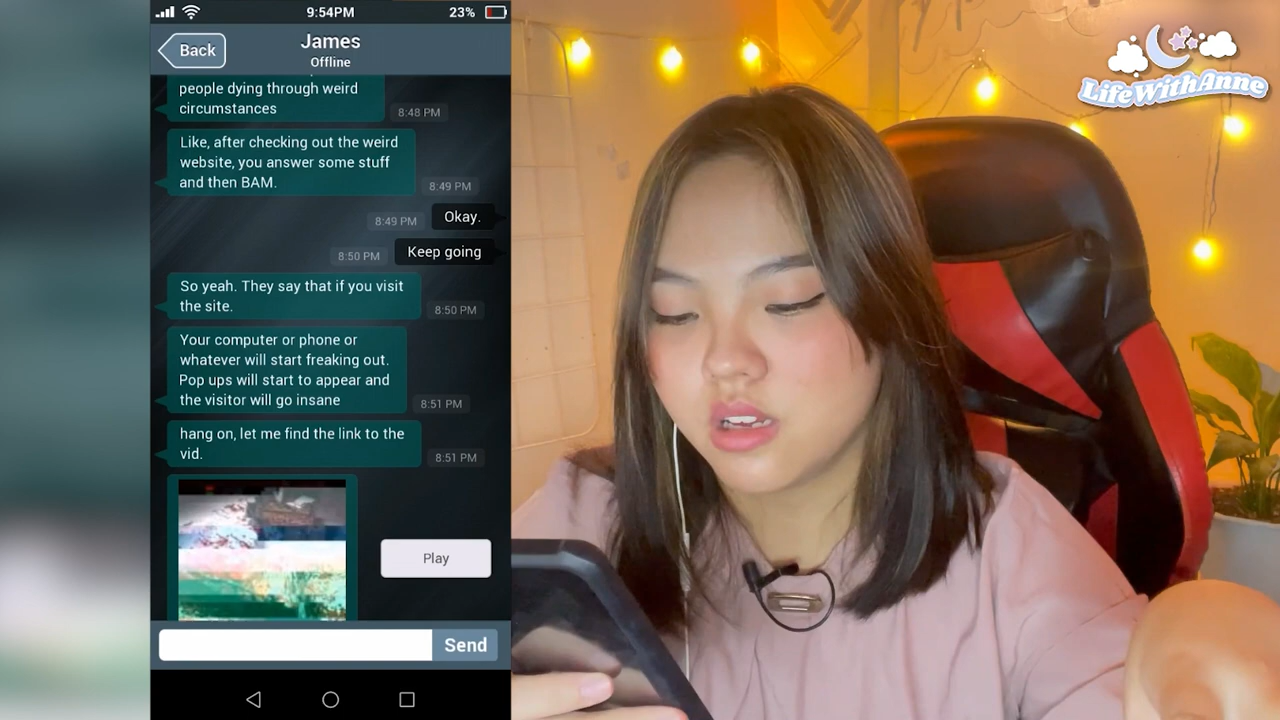 9:54PM
23%
Back
James
Offline
people dying through weird
circumstances
8:48 PM
Like, after checking out the weird
website, you answer some stuff
and then BAM.
8:49 PM
8:49 PM
Okay.
8:50 PM
Keep going
So yeah. They say that if you visit
the site.
8:50 PM
Your computer or phone or
whatever will start freaking out.
Pop ups will start to appear and
the visitor will go insane
8:51 PM
hang on, let me find the link to the
vid.
8:51 PM
Play
Send
LifeWithAnne